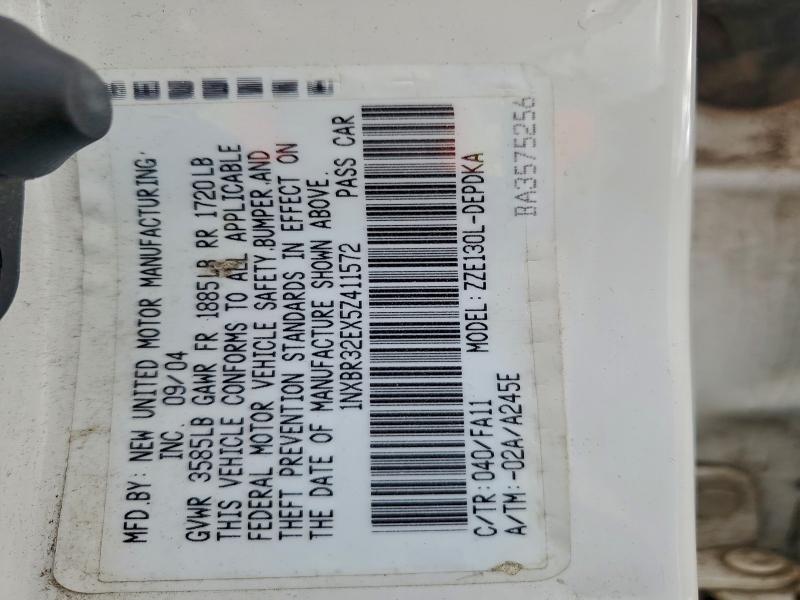 MFD.BY: NEW UNITED MOTOR MANUFACTURING,
INC. 09/04
GVWR 3585LB GAWR FR 1885LB RR 1720LB
THIS VEHICLE CONFORMS TO ALL APPLICABLE
FEDERAL MOTOR VEHICLE SAFETY,BUMPER,AND
THEFT PREVENTION STANDARDS IN EFFECT ON
THE DATE OF MANUFACTURE SHOWN ABOVE.
1NXBR32EX5Z411572 PASS CAR
C/TR:040/FA11 MODEL:ZZE130L-DEPDKA
A/TM:-02A/A245E
BA3575256